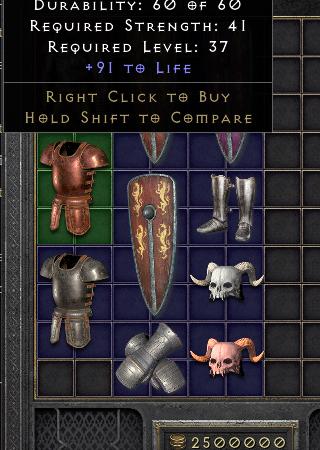 Durability: 60 of 60
Required Strength: 41
Required Level: 37
+91 to Life
Right Click to Buy
Hold Shift to Compare
2500000